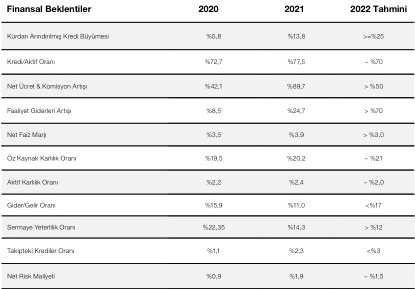 Finansal Beklentiler 2020 2021 2022 Tahmini
Kurdan Arındırılmış Kredi Büyümesi %5,8 %13,8 >=%25
Kredi/Aktif Oranı %72,7 %77,5 ~ %70
Net Ücret & Komisyon Artışı %42,1 %89,7 > %50
Faaliyet Giderleri Artışı %8,5 %24,7 > %70
Net Faiz Marjı %3,5 %3,9 > %3,0
Öz Kaynak Karlılık Oranı %19,5 %20,2 ~ %21
Aktif Karlılık Oranı %2,2 %2,4 ~ %2,0
Gider/Gelir Oranı %15,9 %11,0 <%17
Sermaye Yeterlilik Oranı %22,35 %14,3 > %12
Takipteki Krediler Oranı %1,1 %2,3 <%3
Net Risk Maliyeti %0,9 %1,9 ~ %1,5